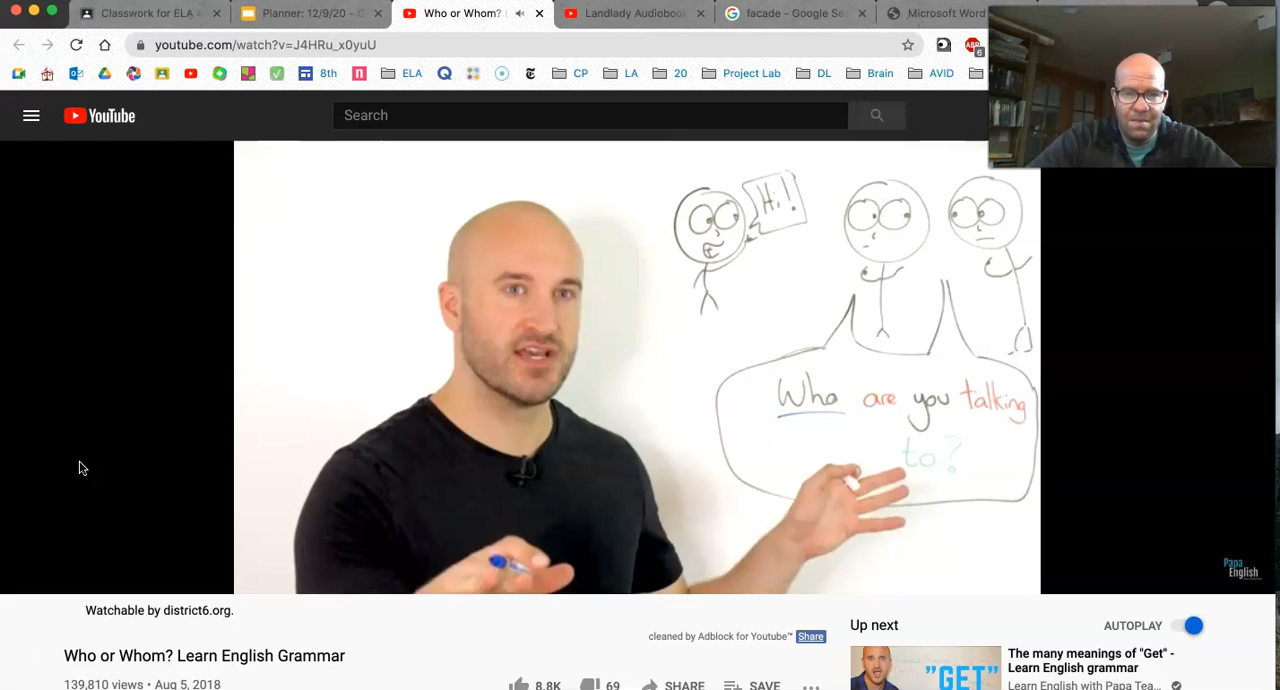 Classwork for ELA
Planner: 12/9/20 - G
Who or Whom?
Landlady Audiobook
facade - Google Sea
Microsoft Word
youtube.com/watch?v=J4HRu_x0yuU
ABP
6
8th
ELA
CP
LA
20
Project Lab
DL
Brain
AVID
YouTube
Search
Hi!
Who are you talking
to?
Papa
English
Watchable by district6.org.
cleaned by Adblock for Youtube™ Share
Up next
AUTOPLAY
Who or Whom? Learn English Grammar
139,810 views • Aug 5, 2018
8.8K
69
SHARE
SAVE
"GET"
The many meanings of "Get" -
Learn English grammar
Learn English with Papa Tea...